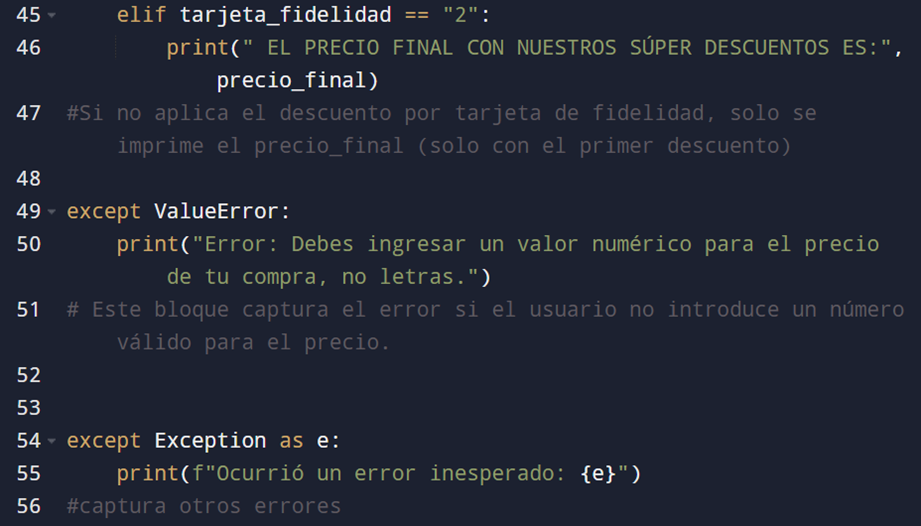 45 elif tarjeta_fidelidad == "2":
46 print(" EL PRECIO FINAL CON NUESTROS SÚPER DESCUENTOS ES:",
precio_final)
47 #Si no aplica el descuento por tarjeta de fidelidad, solo se
imprime el precio_final (solo con el primer descuento)
48
49 except ValueError:
50 print("Error: Debes ingresar un valor numérico para el precio
de tu compra, no letras.")
51 # Este bloque captura el error si el usuario no introduce un número
válido para el precio.
52
53
54 except Exception as e:
55 print(f"Ocurrió un error inesperado: {e}")
56 #captura otros errores